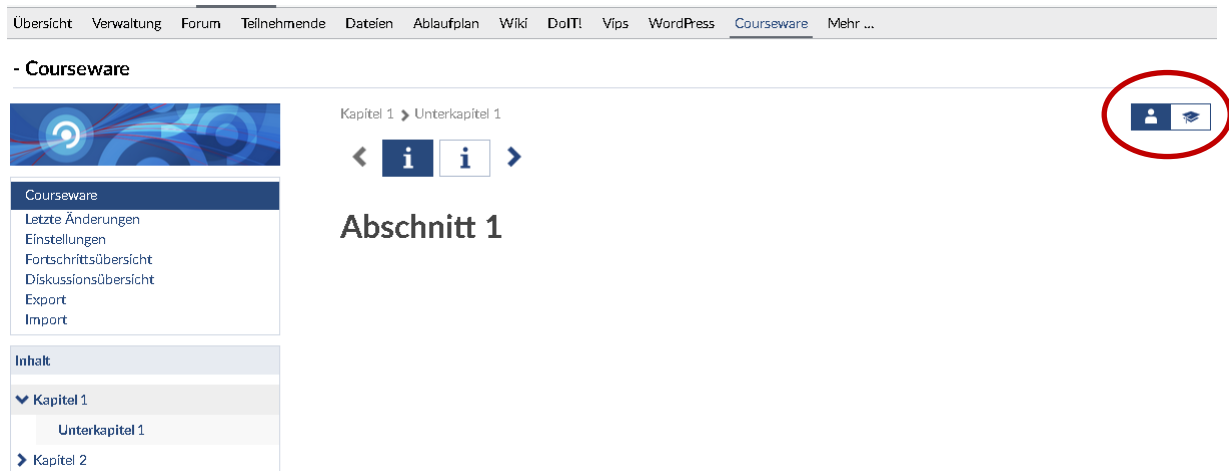 Übersicht Verwaltung Forum Teilnehmende Dateien Ablaufplan Wiki DoIT! Vips WordPress Courseware Mehr ...
- Courseware
Kapitel 1 > Unterkapitel 1
i i
Abschnitt 1
Courseware
Letzte Änderungen
Einstellungen
Fortschrittsübersicht
Diskussionsübersicht
Export
Import
Inhalt
Kapitel 1
Unterkapitel 1
Kapitel 2